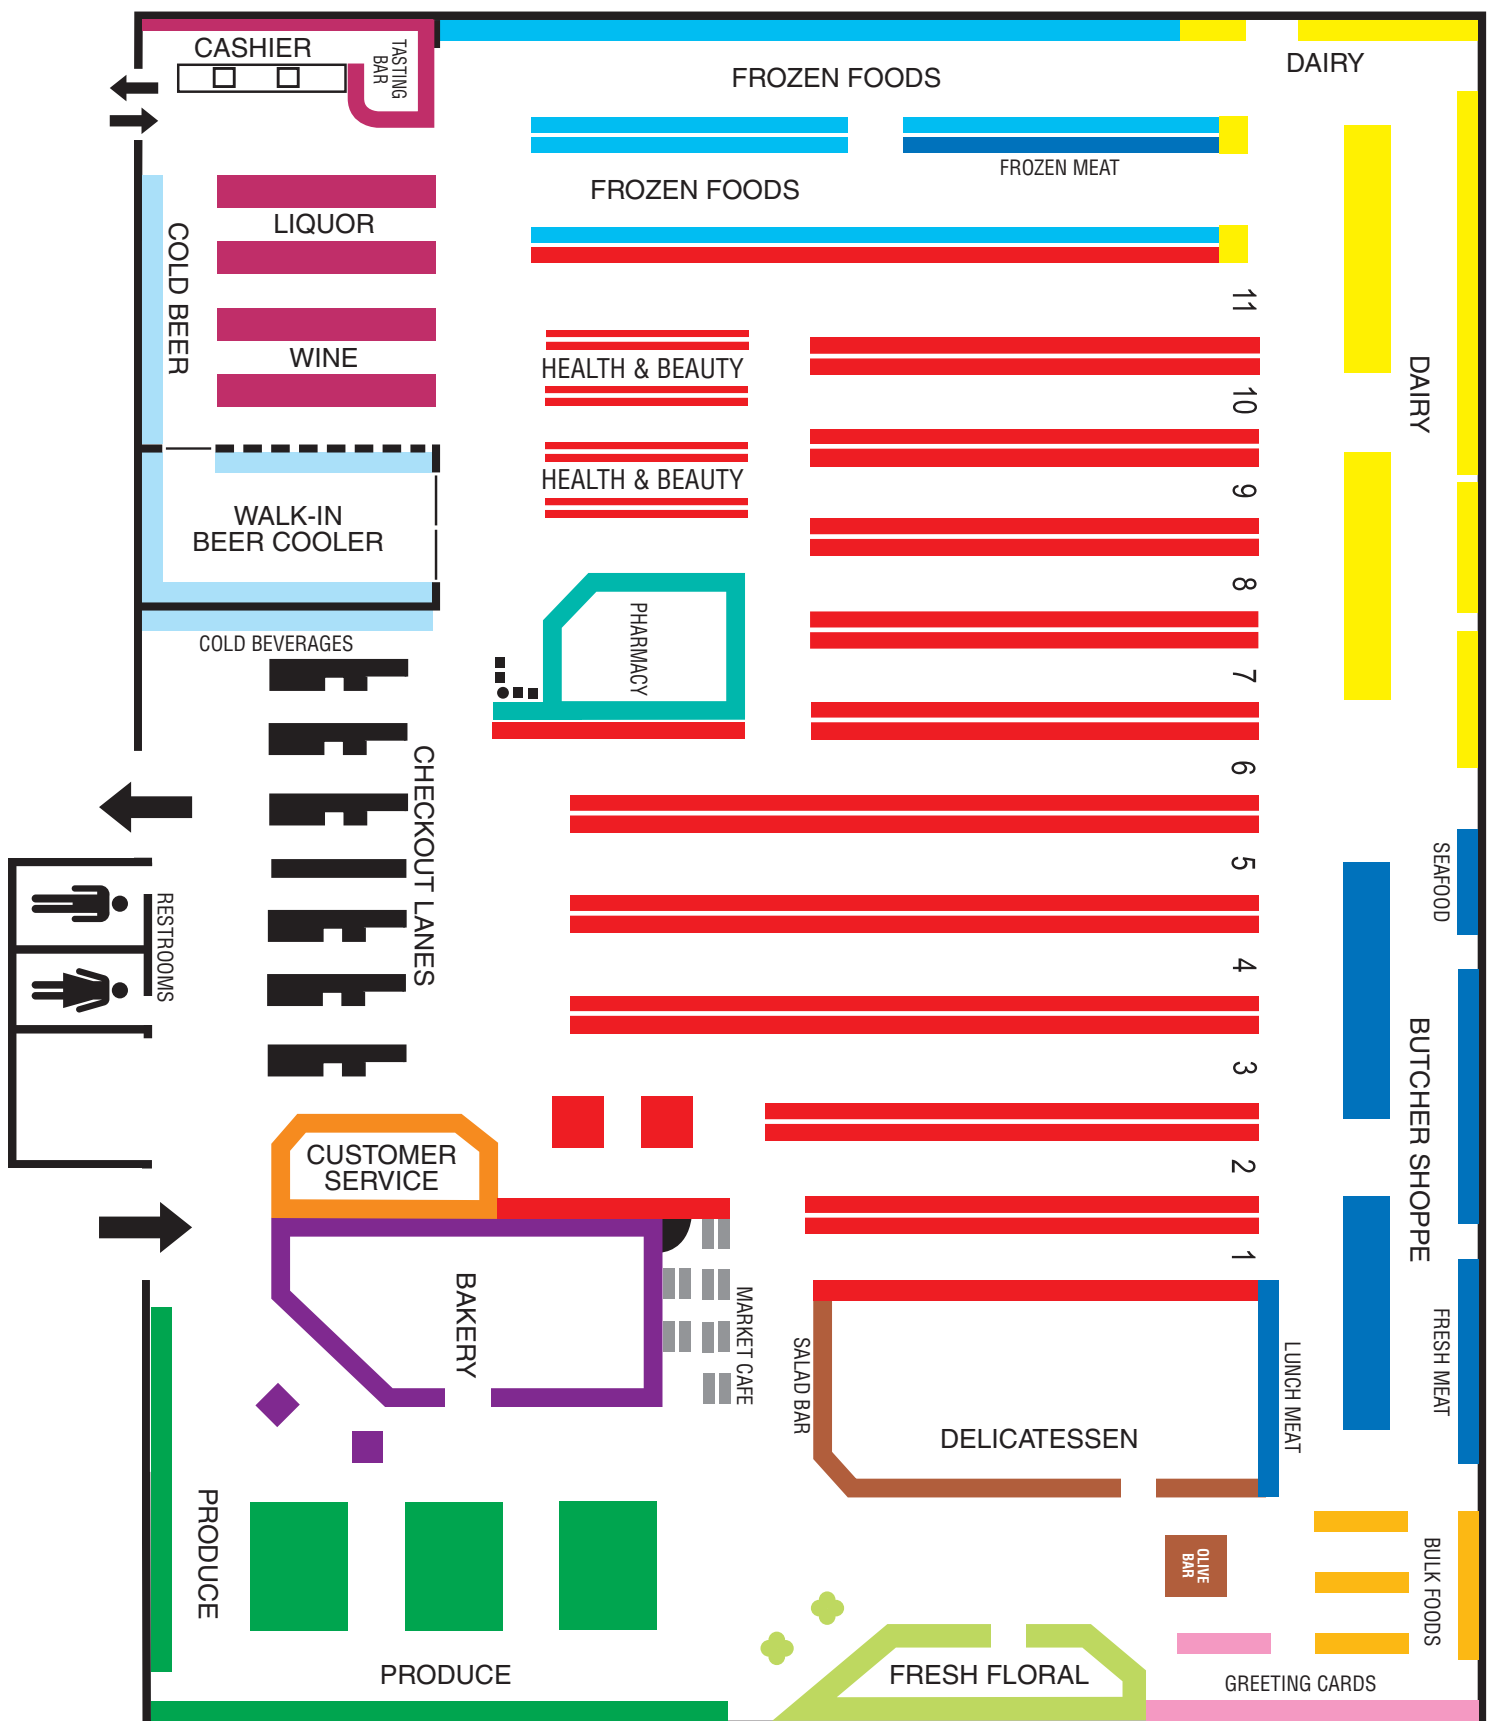 CASHIER
TASTING
BAR
FROZEN FOODS
DAIRY
FROZEN MEAT
FROZEN FOODS
LIQUOR
COLD BEER
WINE
11
HEALTH & BEAUTY
10
DAIRY
HEALTH & BEAUTY
9
WALK-IN
BEER COOLER
8
PHARMACY
COLD BEVERAGES
7
CHECKOUT LANES
6
5
SEAFOOD
RESTROOMS
4
BUTCHER SHOPPE
3
CUSTOMER
SERVICE
2
1
BAKERY
MARKET CAFE
SALAD BAR
LUNCH MEAT
FRESH MEAT
DELICATESSEN
PRODUCE
OLIVE
BAR
BULK FOODS
PRODUCE
FRESH FLORAL
GREETING CARDS